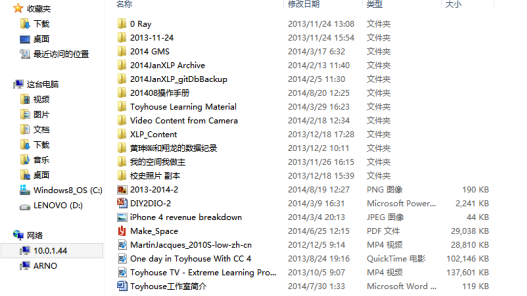 名称 修改日期 类型 大小
收藏夹
下载
桌面
最近访问的位置
这台电脑
视频
图片
文档
下载
音乐
桌面
Windows8_OS (C:)
LENOVO (D:)
网络
10.0.1.44
ARNO
0 Ray 2013/11/24 13:08 文件夹
2013-11-24 2013/11/24 15:54 文件夹
2014 GMS 2014/3/17 6:32 文件夹
2014JanXLP Archive 2014/2/13 11:40 文件夹
2014JanXLP_gitDbBackup 2014/2/5 11:30 文件夹
201408操作手册 2014/8/20 12:25 文件夹
Toyhouse Learning Material 2014/3/29 16:23 文件夹
Video Content from Camera 2014/2/18 12:34 文件夹
XLP_Content 2013/12/18 17:28 文件夹
和翔龙的数据纪录 2013/12/2 10:11 文件夹
我的空间我做主 2013/11/26 16:15 文件夹
校史照片 副本 2013/12/18 15:39 文件夹
2013-2014-2 2014/8/19 12:27 PNG 图像 190 KB
DIY2DIO-2 2014/3/9 16:31 Microsoft Power... 2,241 KB
iPhone 4 revenue breakdown 2014/3/4 20:13 JPEG 图像 44 KB
Make_Space 2014/6/25 12:15 PDF 文件 29,038 KB
MartinJacques_2010S-low-zh-cn 2012/12/5 9:14 MP4 视频 28,810 KB
One day in Toyhouse With CC 4 2013/8/24 19:16 QuickTime 电影 102,146 KB
Toyhouse TV - Extreme Learning Pro... 2013/10/5 9:07 MP4 视频 137,601 KB
Toyhouse工作室简介 2014/7/30 1:33 Microsoft Word ... 119 KB